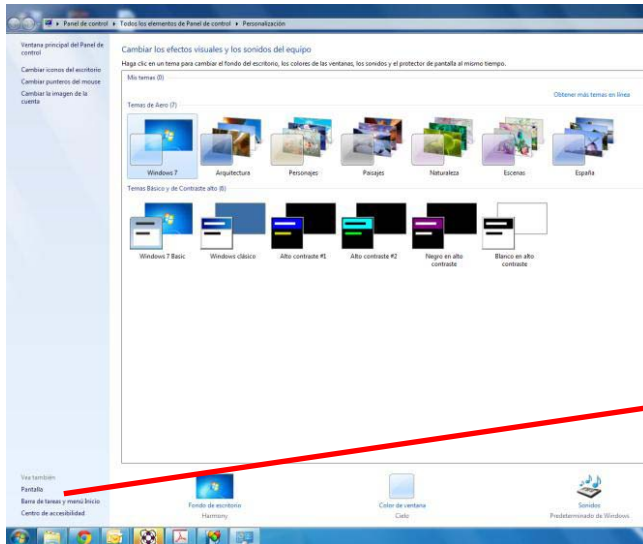 Panel de control ▸ Todos los elementos de Panel de control ▸ Personalización
Ventana principal del Panel de
control
Cambiar iconos del escritorio
Cambiar punteros del mouse
Cambiar la imagen de la
cuenta
Cambiar los efectos visuales y los sonidos del equipo
Haga clic en un tema para cambiar el fondo del escritorio, los colores de las ventanas, los sonidos y el protector de pantalla al mismo tiempo.
Mis temas (0)
Obtener más temas en línea
Temas de Aero (7)
Windows 7 Arquitectura Personajes Paisajes Naturaleza Escenas España
Temas Básico y de Contraste alto (6)
Windows 7 Basic Windows clásico Alto contraste #1 Alto contraste #2 Negro en alto contraste Blanco en alto contraste
Vea también
Pantalla
Barra de tareas y menú Inicio
Centro de accesibilidad
Fondo de escritorio
Harmony
Color de ventana
Cielo
Sonidos
Predeterminado de Windows